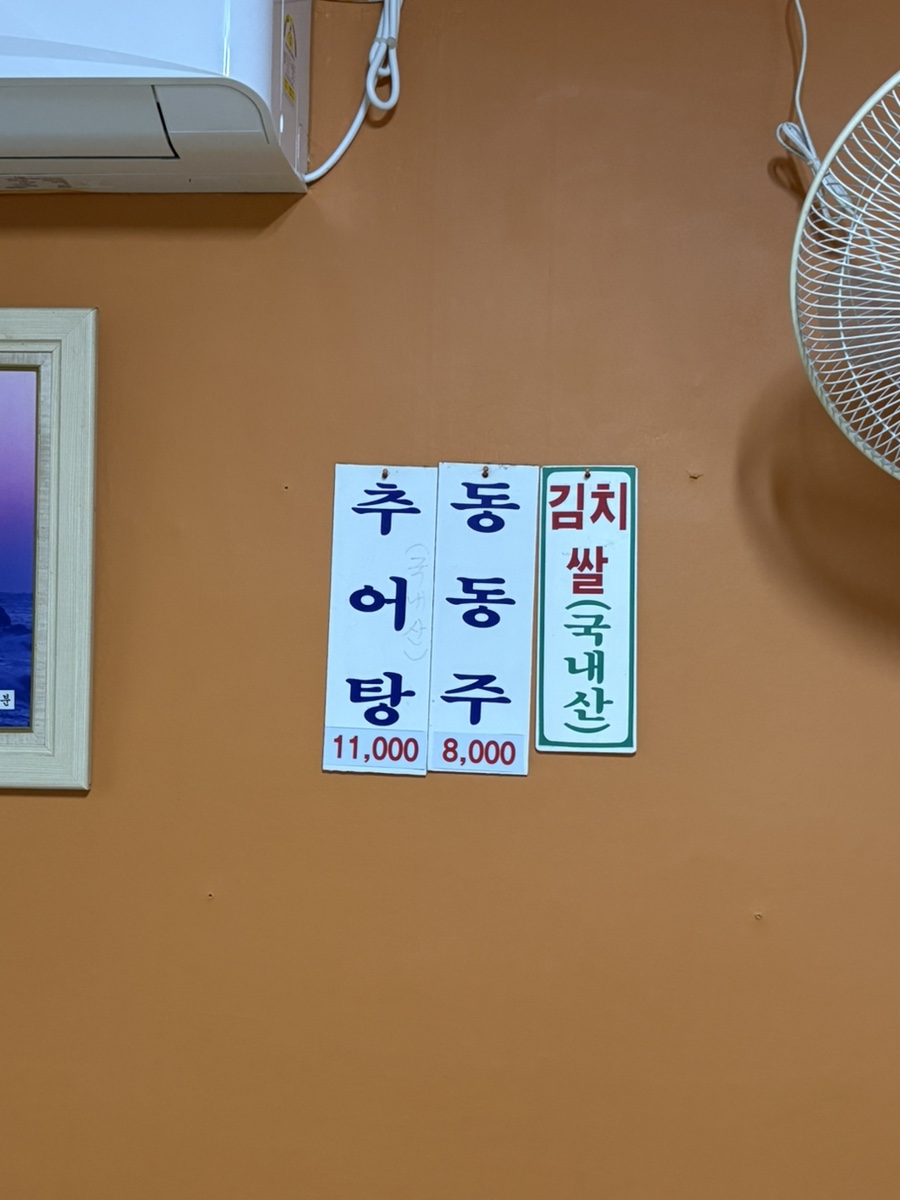 추어탕
(국내산)
11,000
동동주
8,000
김치
쌀
(국내산)
분